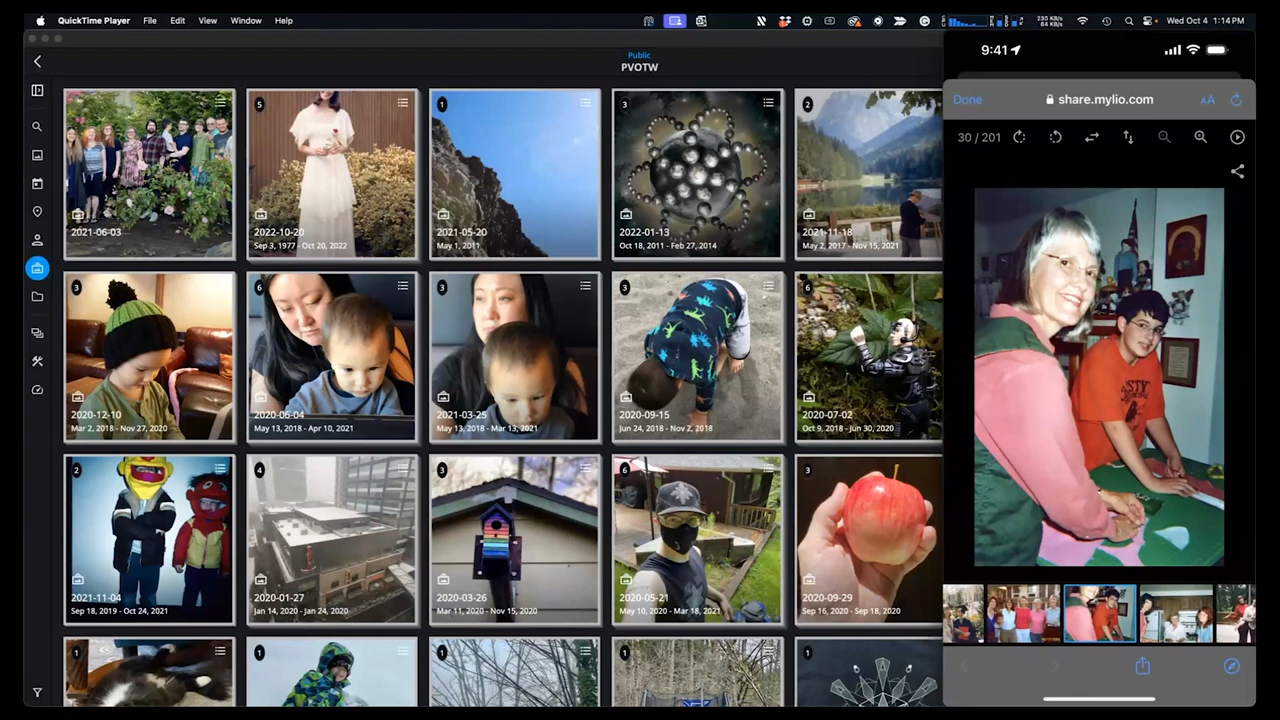 QuickTime Player File Edit View Window Help
230 KB/s
64 KB/s
Wed Oct 4 1:14 PM
Public
PVOTW
2021-06-03
5
2022-10-20
Sep 3, 1977 - Oct 20, 2022
1
2021-05-20
May 1, 2011
3
2022-01-13
Oct 18, 2011 - Feb 27, 2014
2
2021-11-18
May 2, 2017 - Nov 15, 2021
3
2020-12-10
Mar 2, 2018 - Nov 27, 2020
6
2020-06-04
May 13, 2018 - Apr 10, 2021
3
2021-03-25
May 13, 2018 - Mar 13, 2021
3
2020-09-15
Jun 24, 2018 - Nov 2, 2018
6
2020-07-02
Oct 9, 2018 - Jun 30, 2020
2
2021-11-04
Sep 18, 2019 - Oct 24, 2021
4
2020-01-27
Jan 14, 2020 - Jan 24, 2020
3
2020-03-26
Mar 11, 2020 - Nov 15, 2020
6
2020-05-21
May 10, 2020 - Mar 18, 2021
3
2020-09-29
Sep 16, 2020 - Sep 18, 2020
1
1
1
1
1
9:41
Done
share.mylio.com
AA
30 / 201